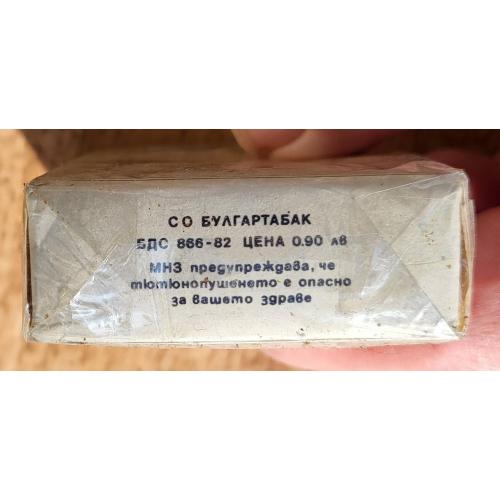 СО БУЛГАРТАБАК
БДС 866-82 ЦЕНА 0.90 лв
МНЗ предупреждава, че
тютюнопушенето е опасно
за вашето здраве